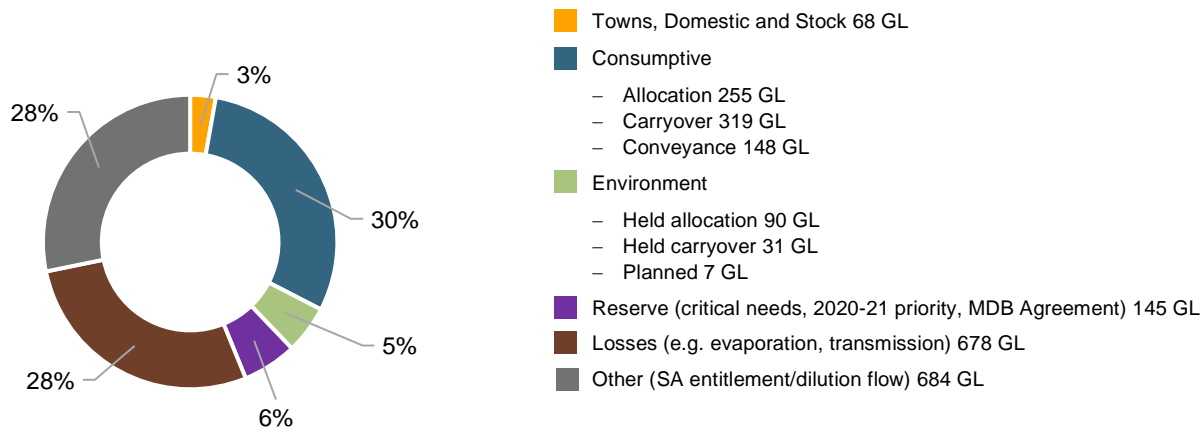 3%
28%
30%
5%
28%
6%
Towns, Domestic and Stock 68 GL
Consumptive
– Allocation 255 GL
– Carryover 319 GL
– Conveyance 148 GL
Environment
– Held allocation 90 GL
– Held carryover 31 GL
– Planned 7 GL
Reserve (critical needs, 2020-21 priority, MDB Agreement) 145 GL
Losses (e.g. evaporation, transmission) 678 GL
Other (SA entitlement/dilution flow) 684 GL